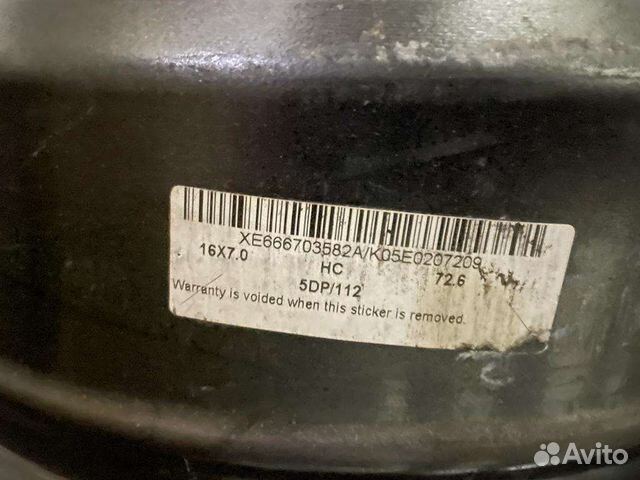 XE666703582A/K05E0207209
16X7.0 HC 72.6
5DP/112
Warranty is voided when this sticker is removed.
Avito